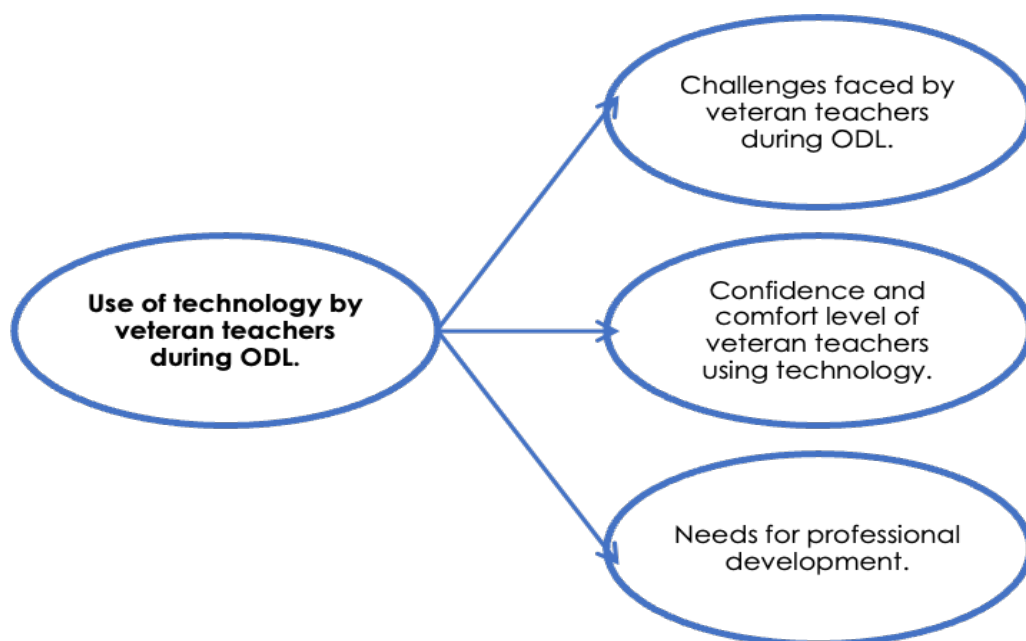 Challenges faced by
veteran teachers
during ODL.
Use of technology by
veteran teachers
during ODL.
Confidence and
comfort level of
veteran teachers
using technology.
Needs for professional
development.